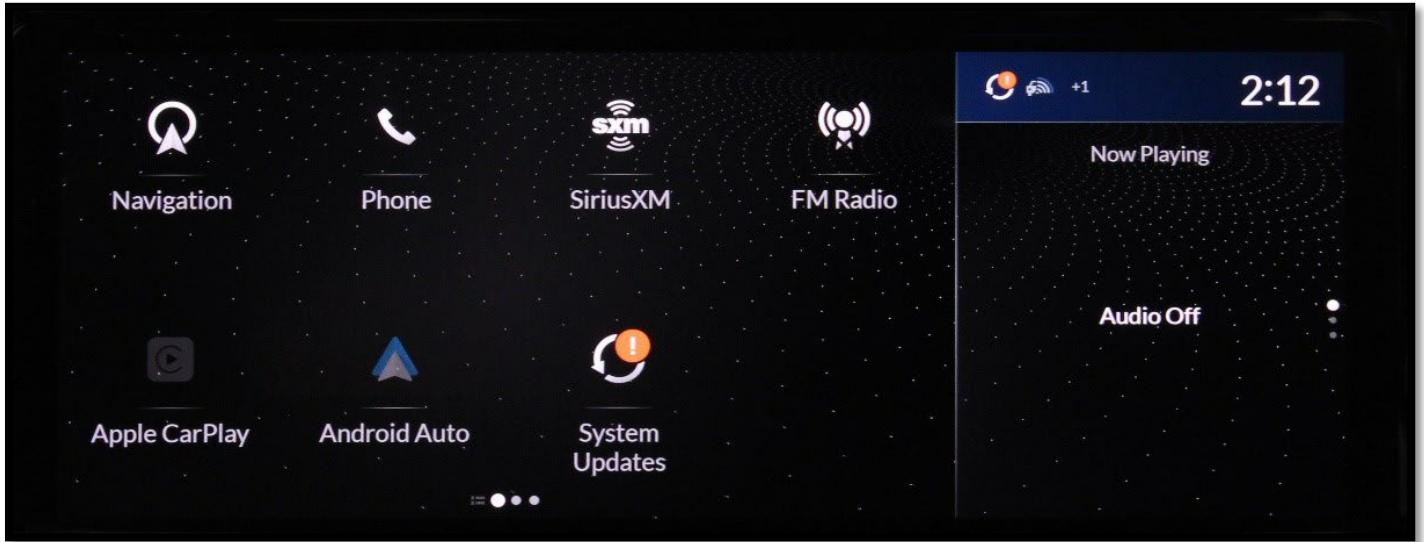 +1
2:12
sxm
Navigation
Phone
SiriusXM
FM Radio
Now Playing
Audio Off
!
Apple CarPlay
Android Auto
System
Updates